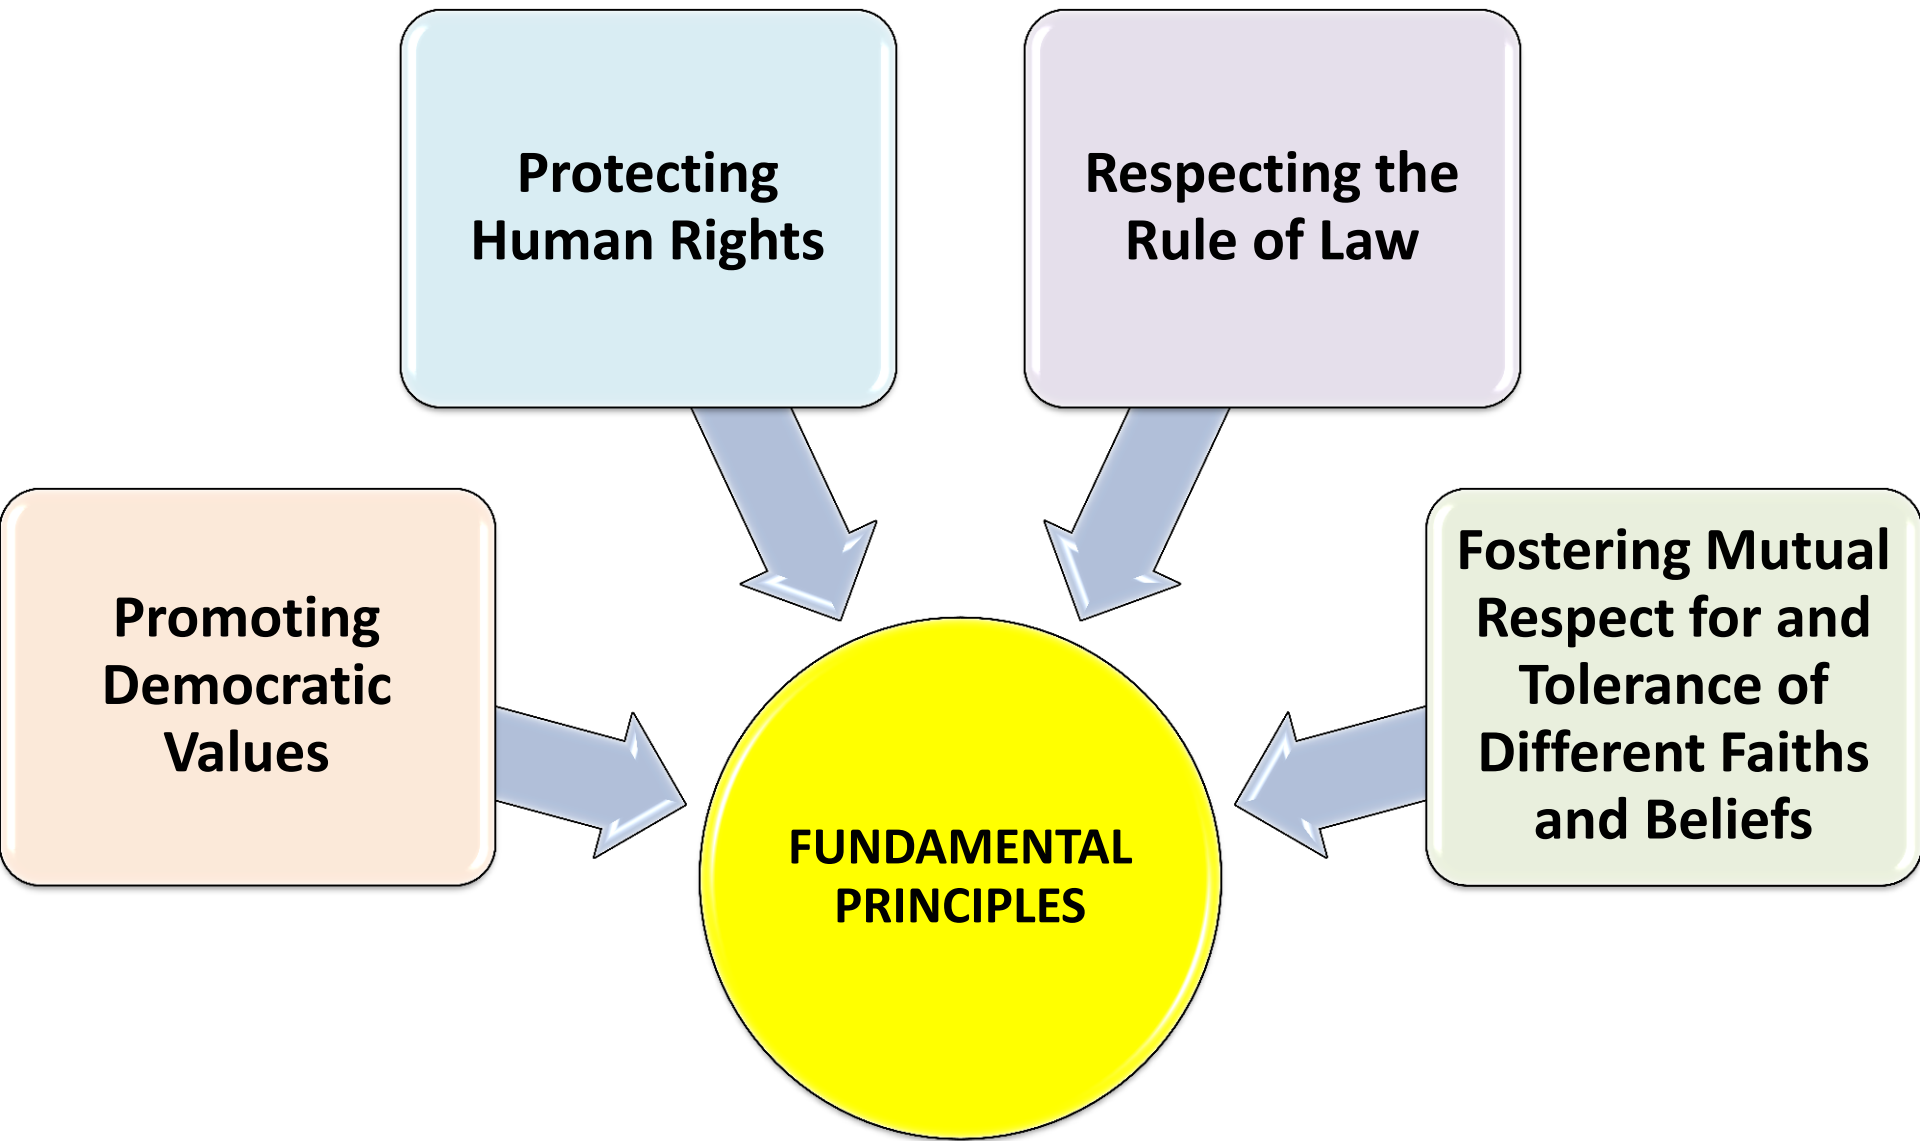 Protecting
Human Rights
Respecting the
Rule of Law
Promoting
Democratic
Values
Fostering Mutual
Respect for and
Tolerance of
Different Faiths
and Beliefs
FUNDAMENTAL
PRINCIPLES